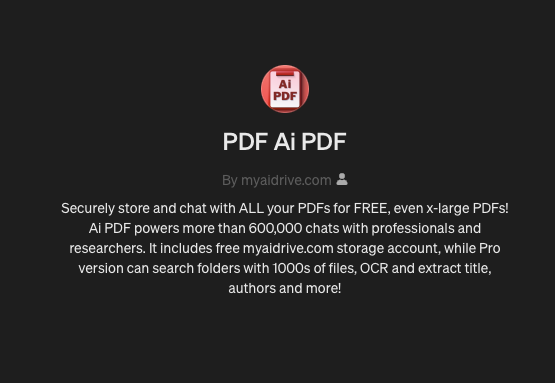 Ai
PDF
PDF Ai PDF
By myaidrive.com
Securely store and chat with ALL your PDFs for FREE, even x-large PDFs!
Ai PDF powers more than 600,000 chats with professionals and
researchers. It includes free myaidrive.com storage account, while Pro
version can search folders with 1000s of files, OCR and extract title,
authors and more!